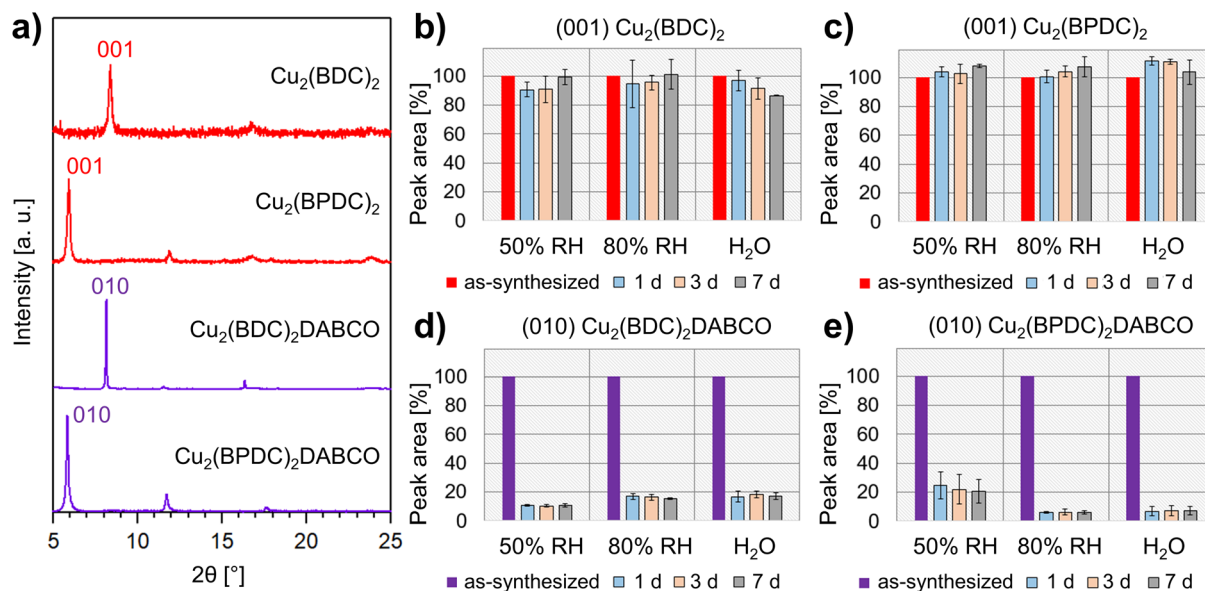 a)
001
Cu₂(BDC)₂
001
Cu₂(BPDC)₂
010
Cu₂(BDC)₂DABCO
010
Cu₂(BPDC)₂DABCO
Intensity [a. u.]
5 10 15 20 25
2θ [°]
b)
(001) Cu₂(BDC)₂
Peak area [%]
100
80
60
40
20
0
50% RH 80% RH H₂O
as-synthesized 1 d 3 d 7 d
c)
(001) Cu₂(BPDC)₂
Peak area [%]
100
80
60
40
20
0
50% RH 80% RH H₂O
as-synthesized 1 d 3 d 7 d
d)
(010) Cu₂(BDC)₂DABCO
Peak area [%]
100
80
60
40
20
0
50% RH 80% RH H₂O
as-synthesized 1 d 3 d 7 d
e)
(010) Cu₂(BPDC)₂DABCO
Peak area [%]
100
80
60
40
20
0
50% RH 80% RH H₂O
as-synthesized 1 d 3 d 7 d